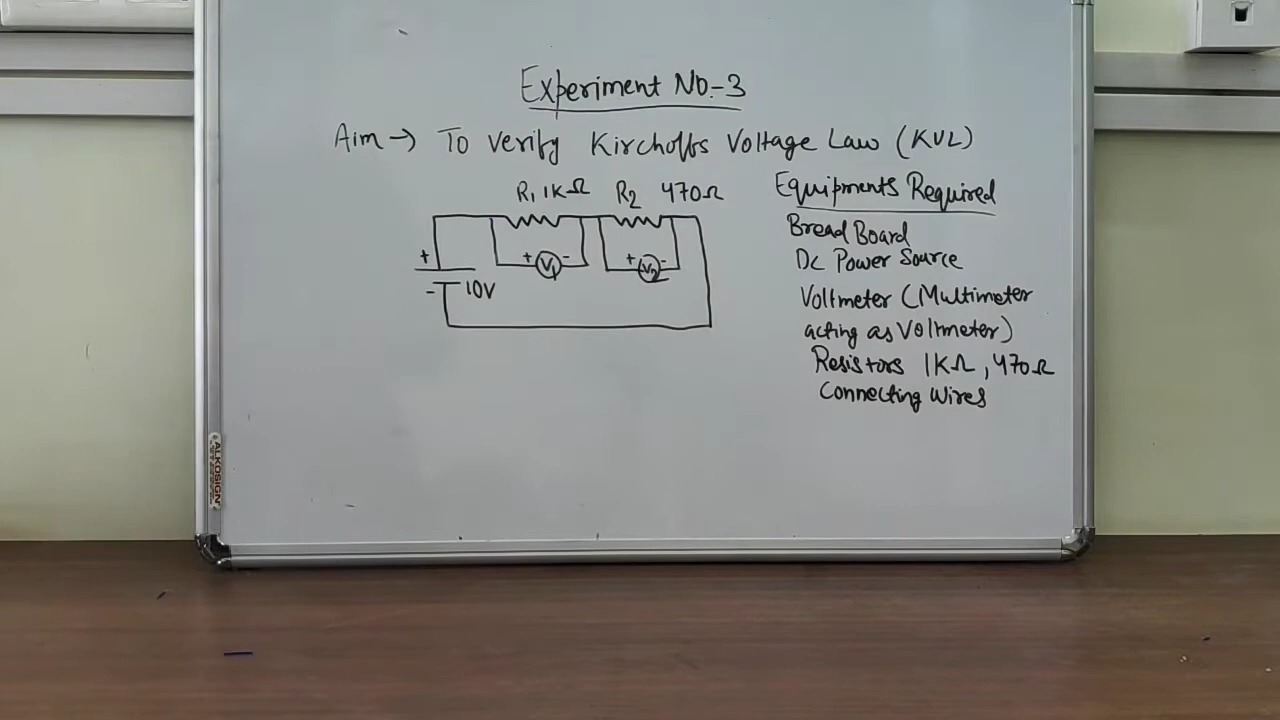 Experiment No.-3
Aim → To Verify Kirchoffs Voltage Law (KVL)
R1 1KΩ R2 470Ω
+ V1 -
+ V2 -
+
- 10V
Equipments Required
Bread Board
DC Power Source
Voltmeter (Multimeter
acting as Voltmeter)
Resistors 1KΩ, 470Ω
Connecting Wires
ALKOSIGN